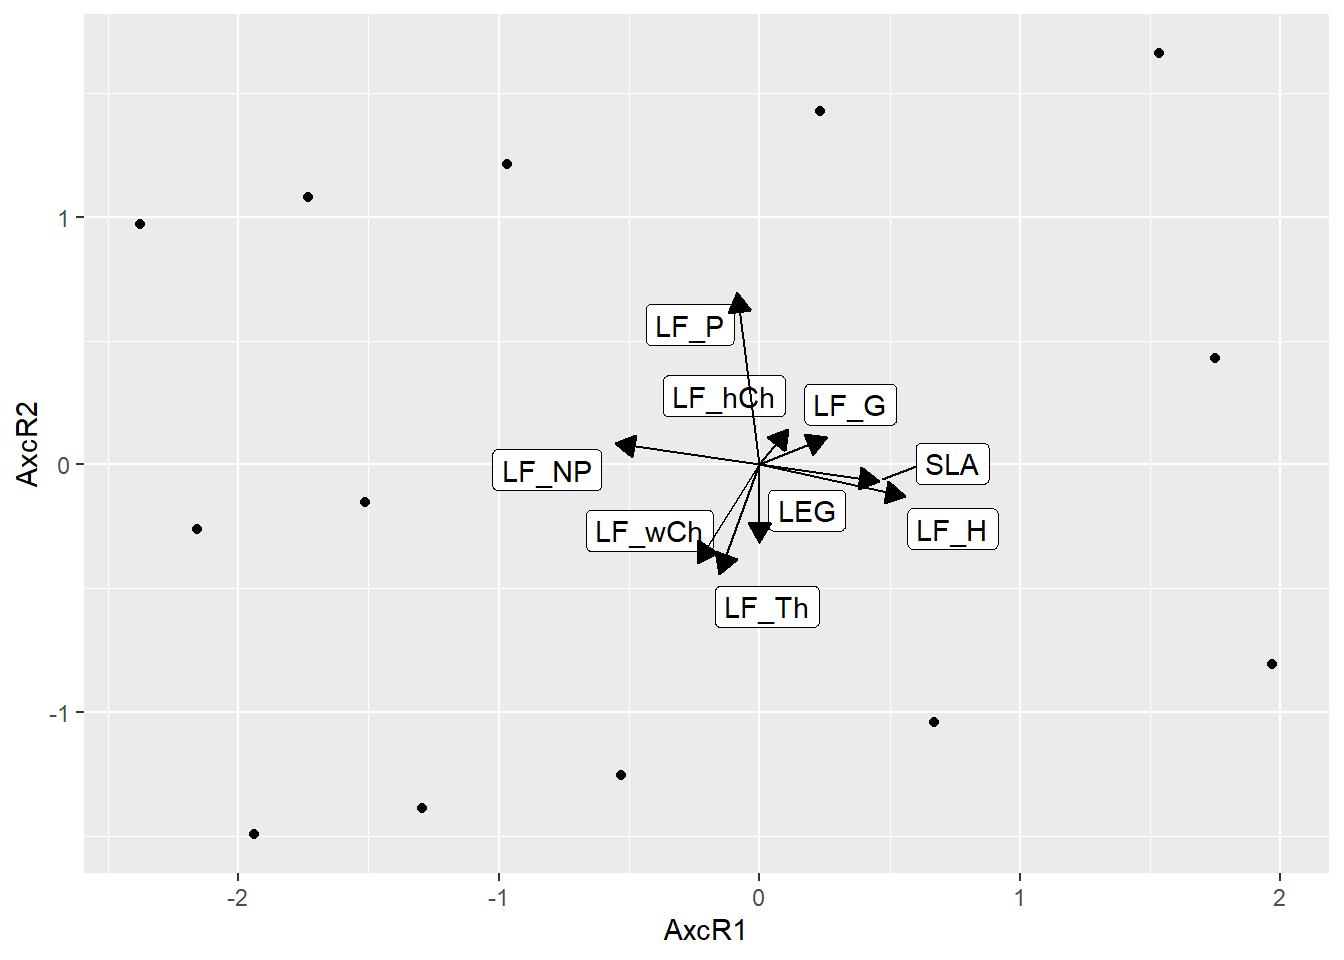 LF_P
LF_hCh
LF_G
LF_NP
SLA
LEG
LF_wCh
LF_H
LF_Th
1
0
-1
-2
-1
0
1
2
AxcR1
AxcR2